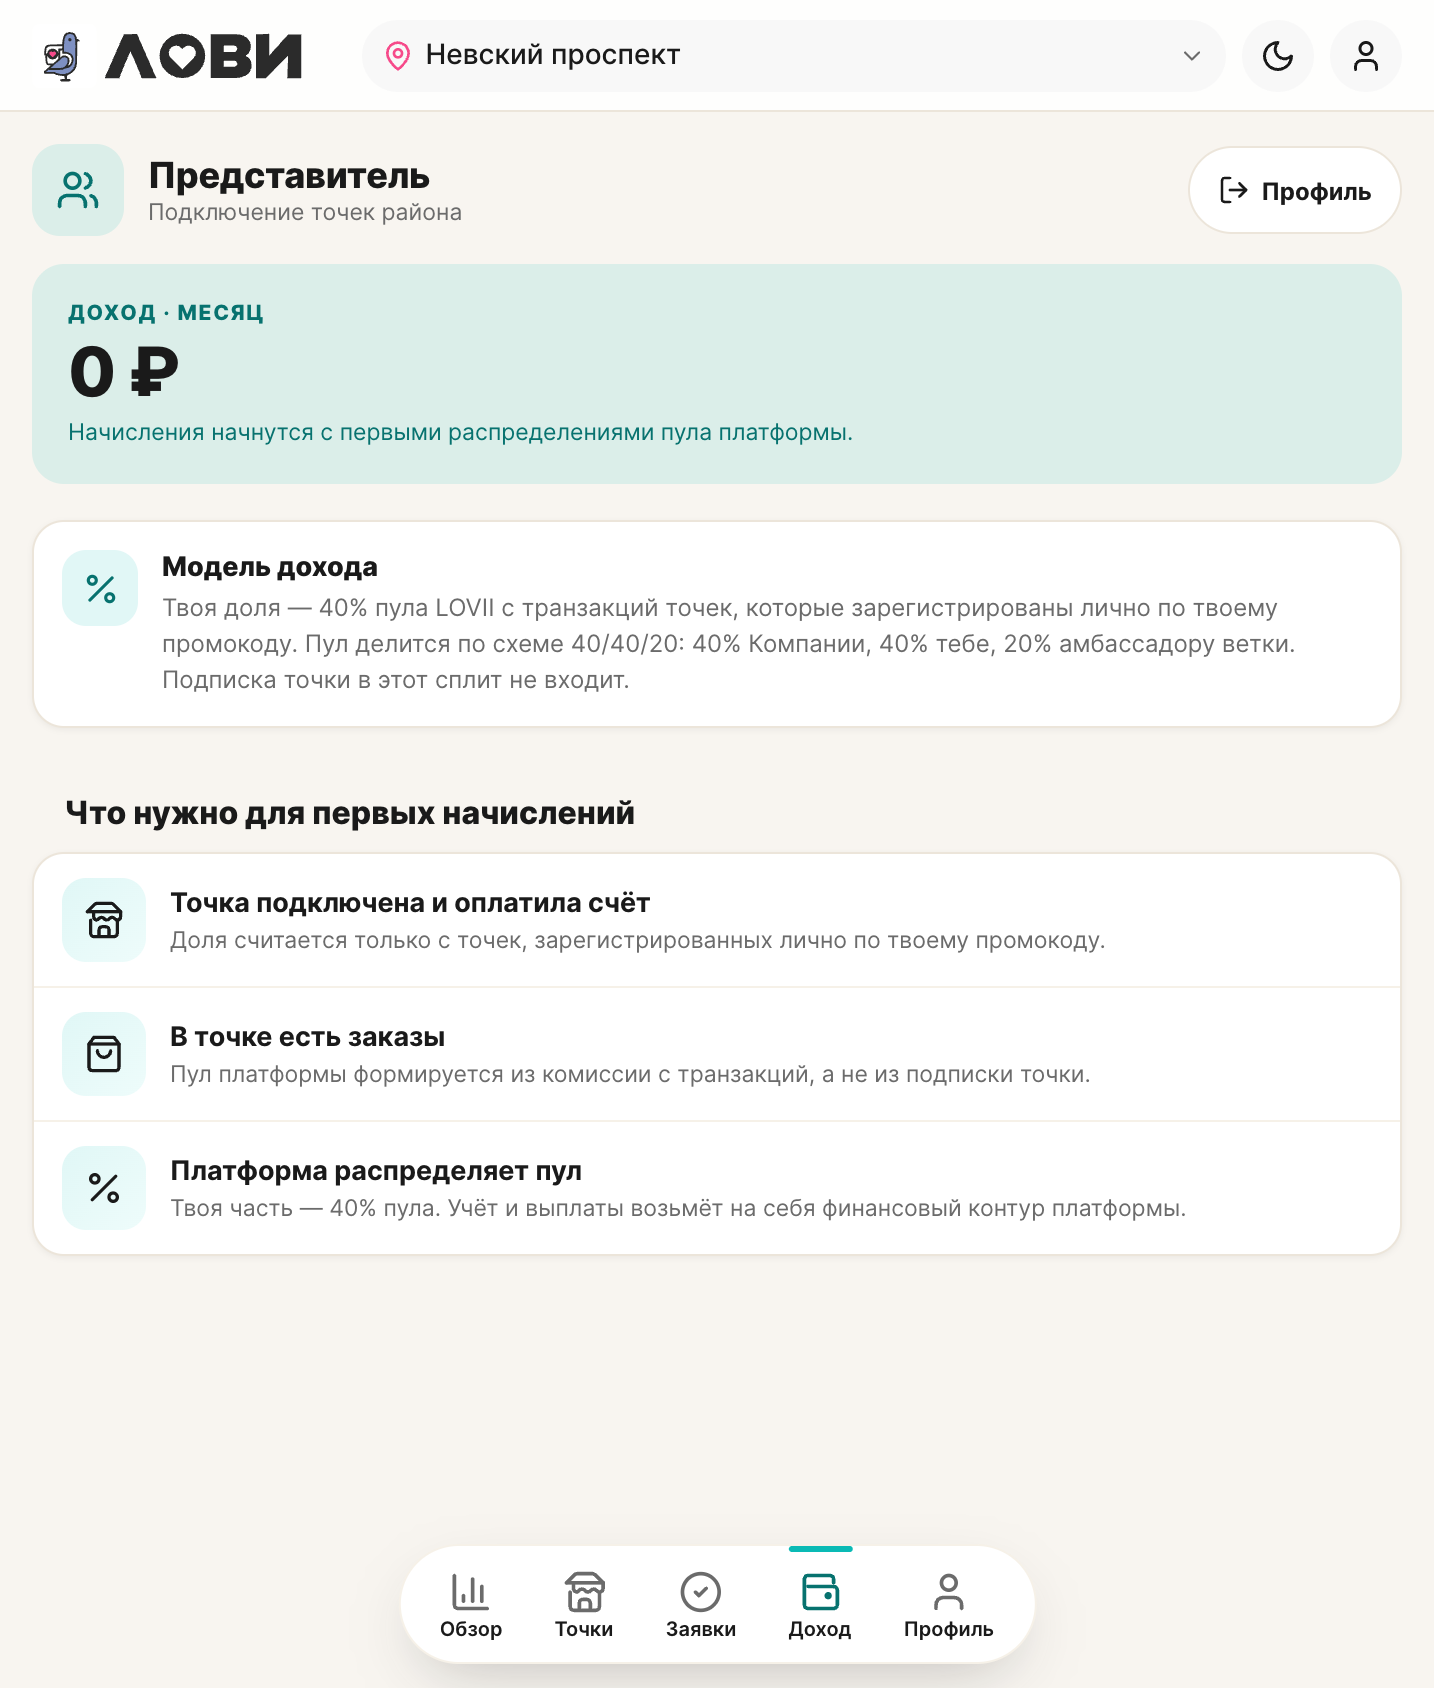 ЛОВИ
Невский проспект
Представитель
Подключение точек района
Профиль
ДОХОД · МЕСЯЦ
0 ₽
Начисления начнутся с первыми распределениями пула платформы.
Модель дохода
Твоя доля — 40% пула LOVII с транзакций точек, которые зарегистрированы лично по твоему
промокоду. Пул делится по схеме 40/40/20: 40% Компании, 40% тебе, 20% амбассадору ветки.
Подписка точки в этот сплит не входит.
Что нужно для первых начислений
Точка подключена и оплатила счёт
Доля считается только с точек, зарегистрированных лично по твоему промокоду.
В точке есть заказы
Пул платформы формируется из комиссии с транзакций, а не из подписки точки.
Платформа распределяет пул
Твоя часть — 40% пула. Учёт и выплаты возьмёт на себя финансовый контур платформы.
Обзор
Точки
Заявки
Доход
Профиль